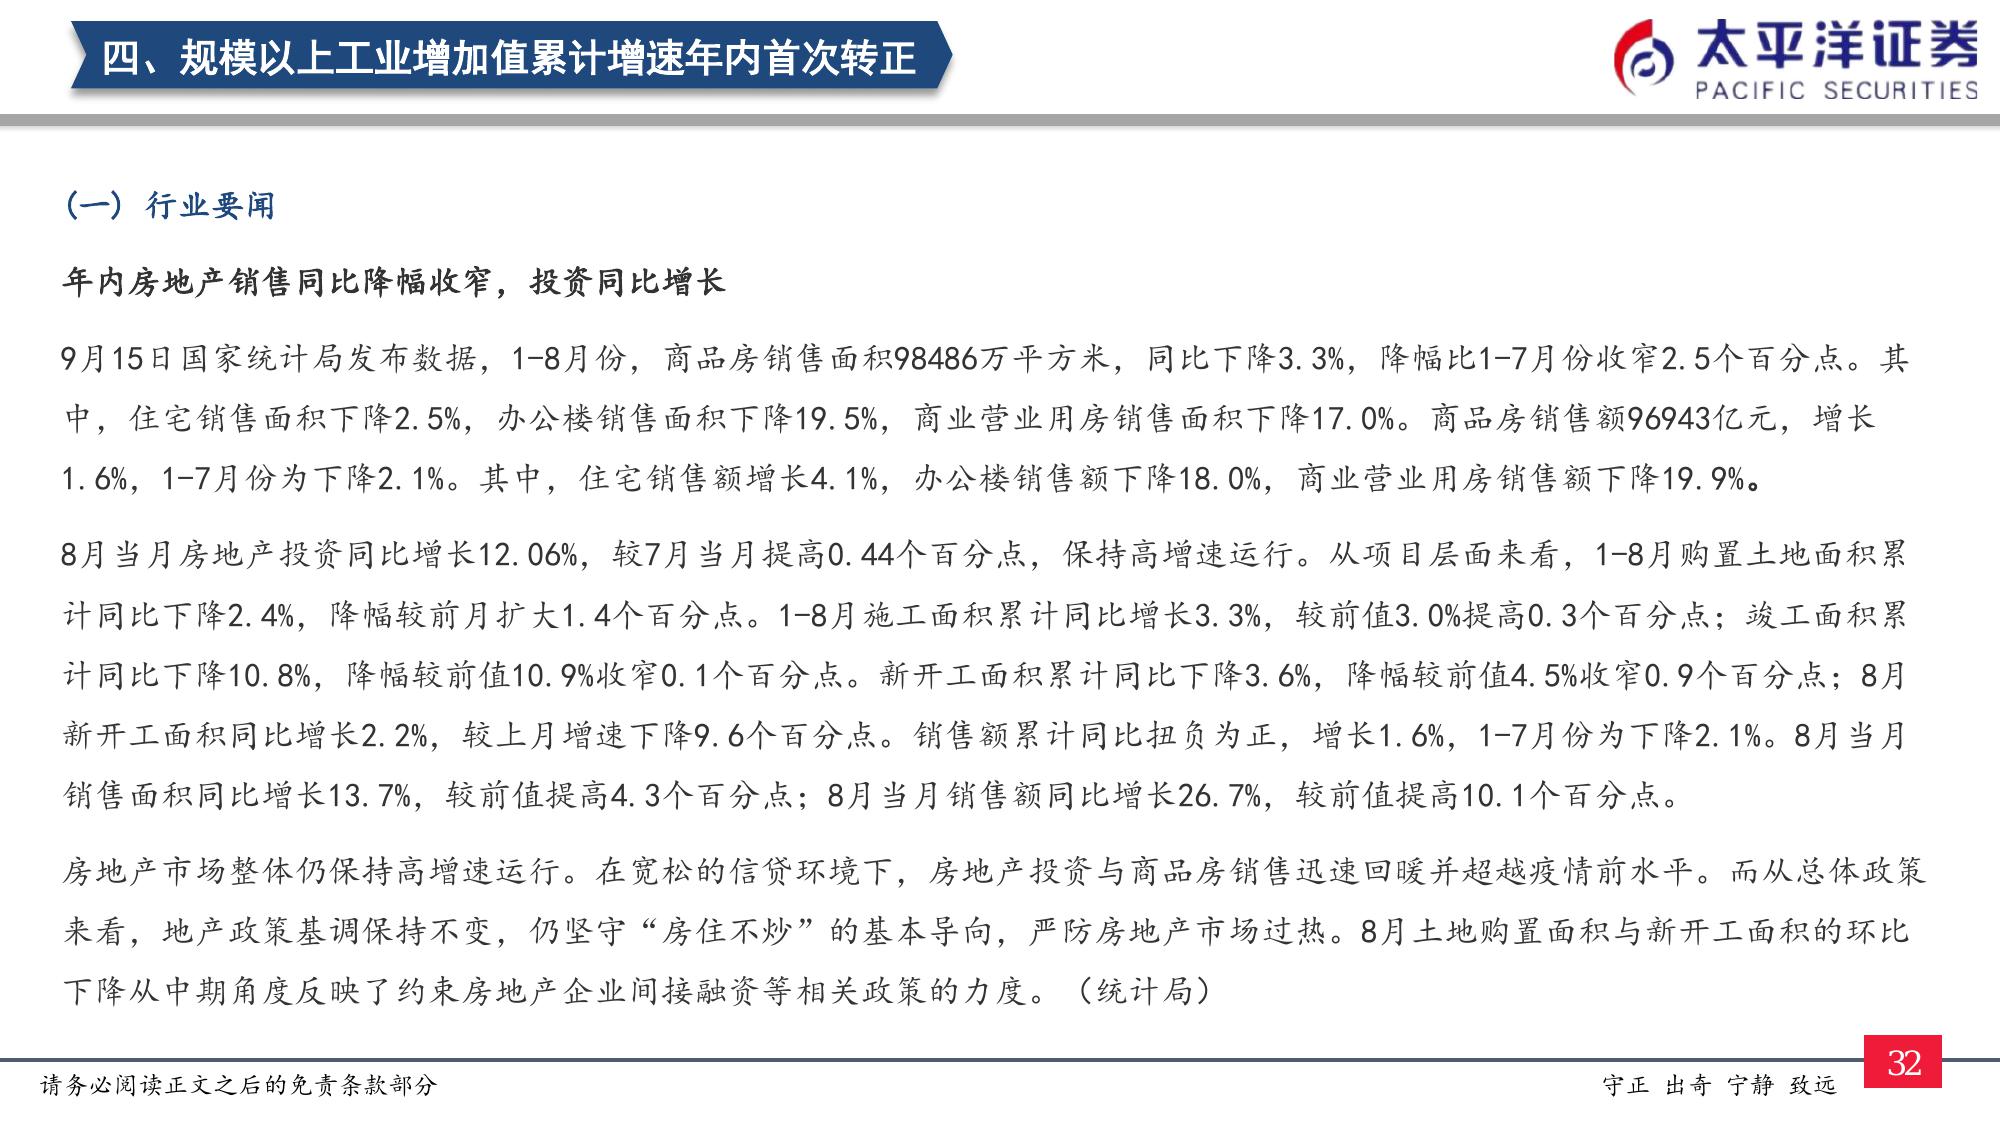 四、规模以上工业增加值累计增速年内首次转正
太平洋证券
PACIFIC SECURITIES
(一) 行业要闻
年内房地产销售同比降幅收窄，投资同比增长
9月15日国家统计局发布数据，1-8月份，商品房销售面积98486万平方米，同比下降3.3%，降幅比1-7月份收窄2.5个百分点。其
中，住宅销售面积下降2.5%，办公楼销售面积下降19.5%，商业营业用房销售面积下降17.0%。商品房销售额96943亿元，增长
1.6%，1-7月份为下降2.1%。其中，住宅销售额增长4.1%，办公楼销售额下降18.0%，商业营业用房销售额下降19.9%。
8月当月房地产投资同比增长12.06%，较7月当月提高0.44个百分点，保持高增速运行。从项目层面来看，1-8月购置土地面积累
计同比下降2.4%，降幅较前月扩大1.4个百分点。1-8月施工面积累计同比增长3.3%，较前值3.0%提高0.3个百分点；竣工面积累
计同比下降10.8%，降幅较前值10.9%收窄0.1个百分点。新开工面积累计同比下降3.6%，降幅较前值4.5%收窄0.9个百分点；8月
新开工面积同比增长2.2%，较上月增速下降9.6个百分点。销售额累计同比扭负为正，增长1.6%，1-7月份为下降2.1%。8月当月
销售面积同比增长13.7%，较前值提高4.3个百分点；8月当月销售额同比增长26.7%，较前值提高10.1个百分点。
房地产市场整体仍保持高增速运行。在宽松的信贷环境下，房地产投资与商品房销售迅速回暖并超越疫情前水平。而从总体政策
来看，地产政策基调保持不变，仍坚守“房住不炒”的基本导向，严防房地产市场过热。8月土地购置面积与新开工面积的环比
下降从中期角度反映了约束房地产企业间接融资等相关政策的力度。（统计局）
请务必阅读正文之后的免责条款部分
守正 出奇 宁静 致远
32